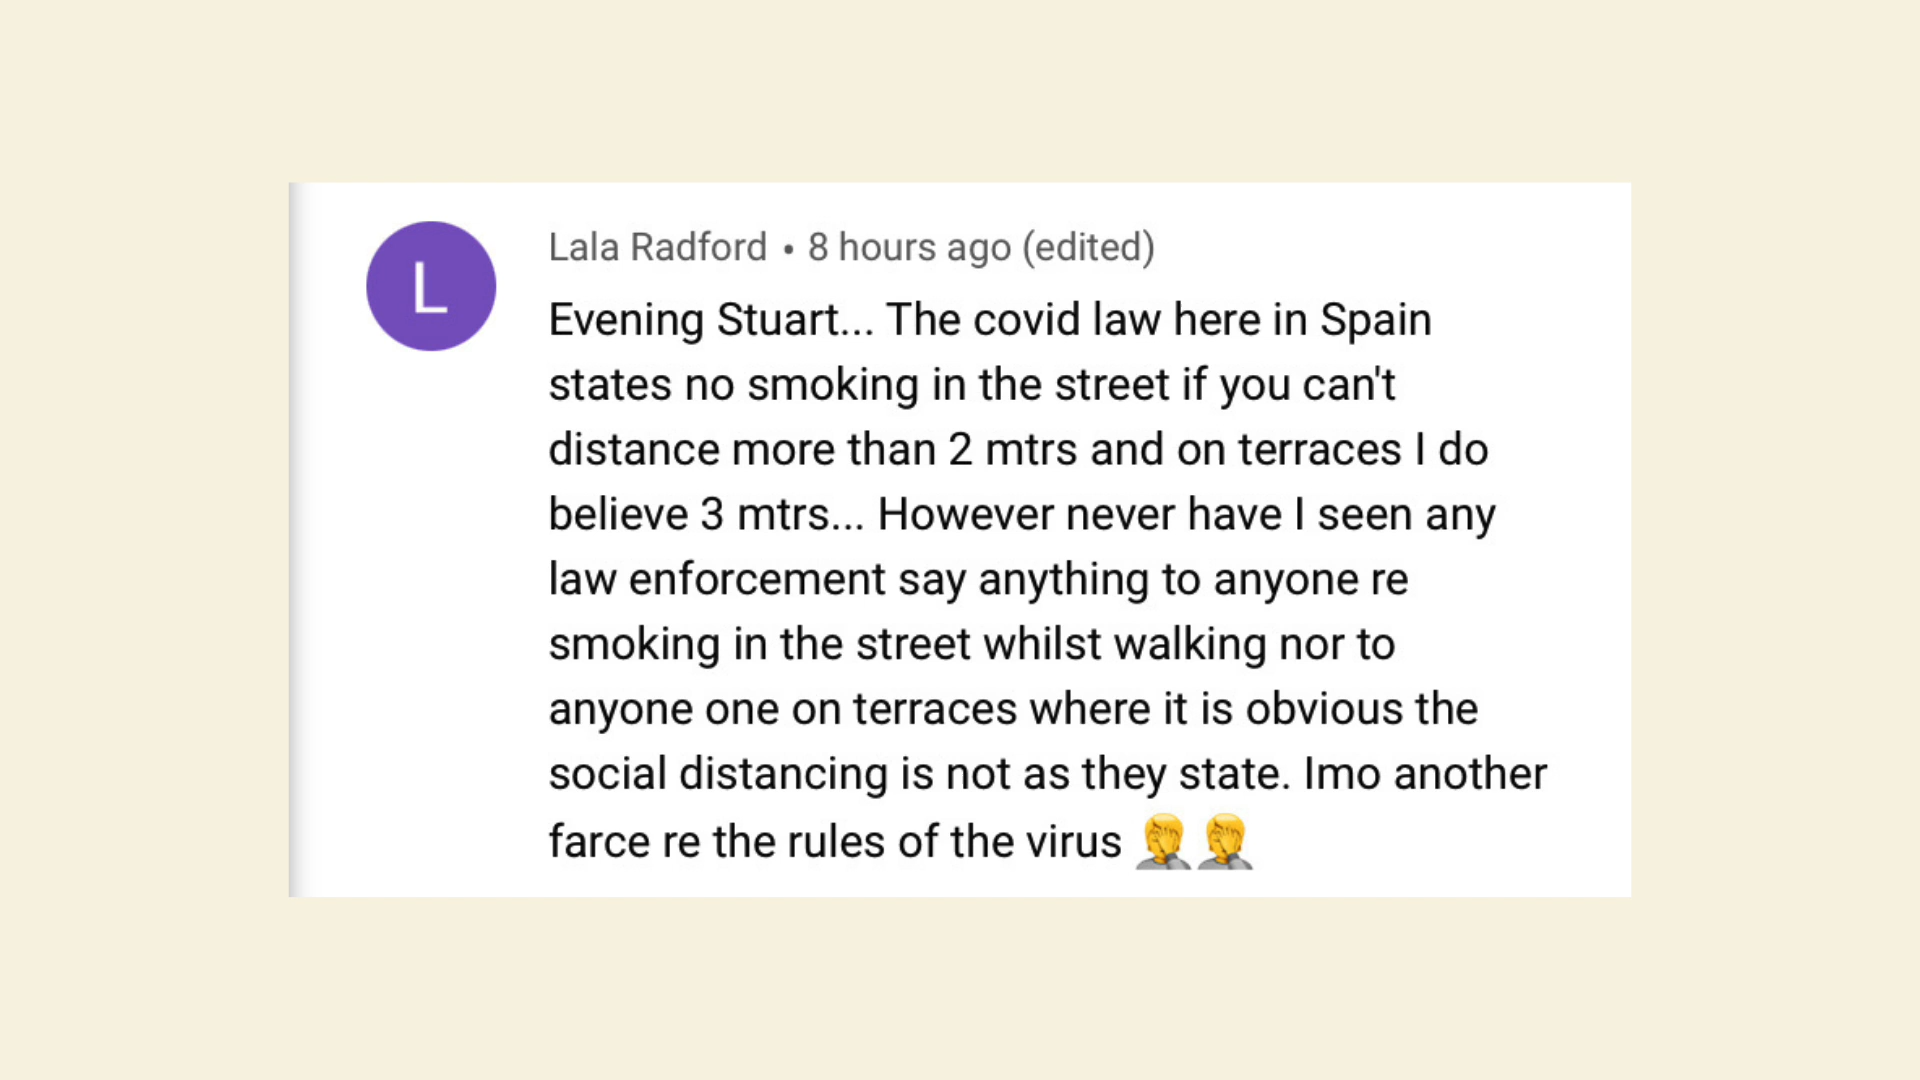 L
Lala Radford • 8 hours ago (edited)
Evening Stuart... The covid law here in Spain
states no smoking in the street if you can't
distance more than 2 mtrs and on terraces I do
believe 3 mtrs... However never have I seen any
law enforcement say anything to anyone re
smoking in the street whilst walking nor to
anyone one on terraces where it is obvious the
social distancing is not as they state. Imo another
farce re the rules of the virus 🤦🤦